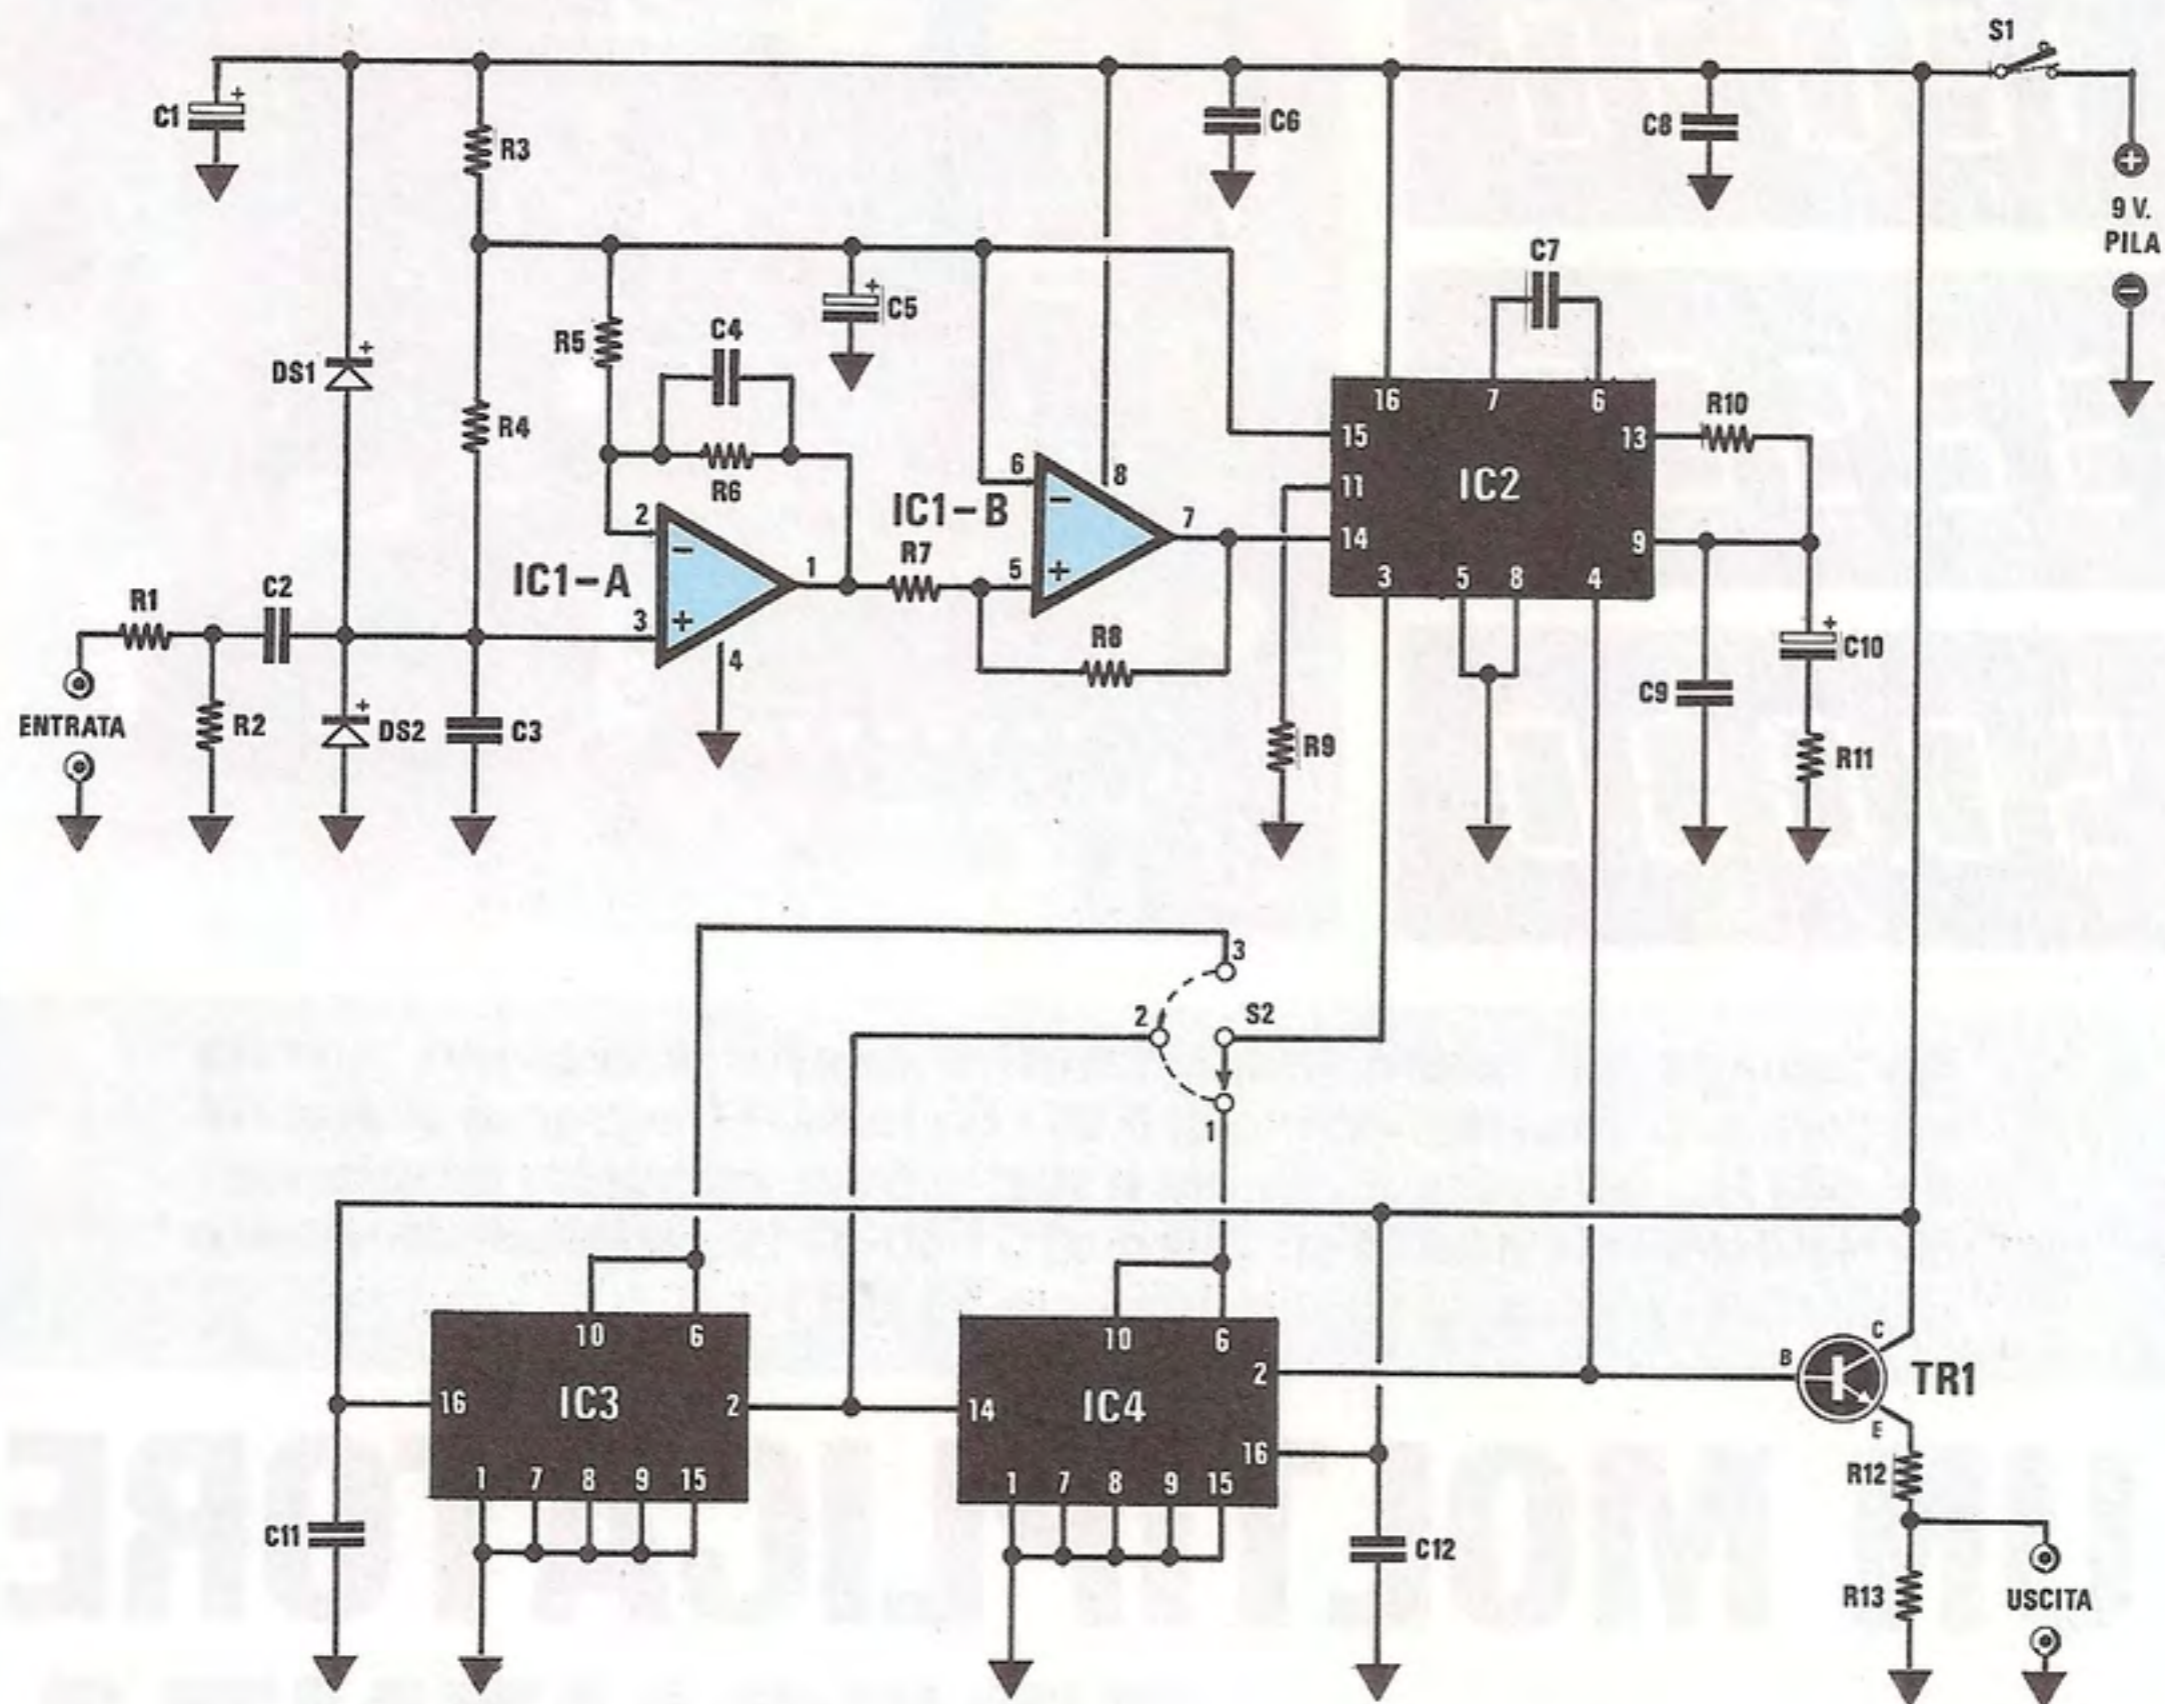 S1
C1 +
R3
C6
C8
+
9 V.
PILA
−
C7
DS1 +
R5
C4
+ C5
R4
R6
16 7 6
15
11
14
13
9
IC2
3 5 8 4
R10
IC1-B
6
5
7
8
−
+
IC1-A
2
3
1
4
−
+
R7
R8
R1
C2
ENTRATA
R2
DS2 +
C3
R9
C9
+ C10
R11
3
2
S2
1
10 6
16
IC3
2
1 7 8 9 15
10 6
14
IC4
2
16
1 7 8 9 15
B
C
E
TR1
C11
C12
R12
R13
USCITA